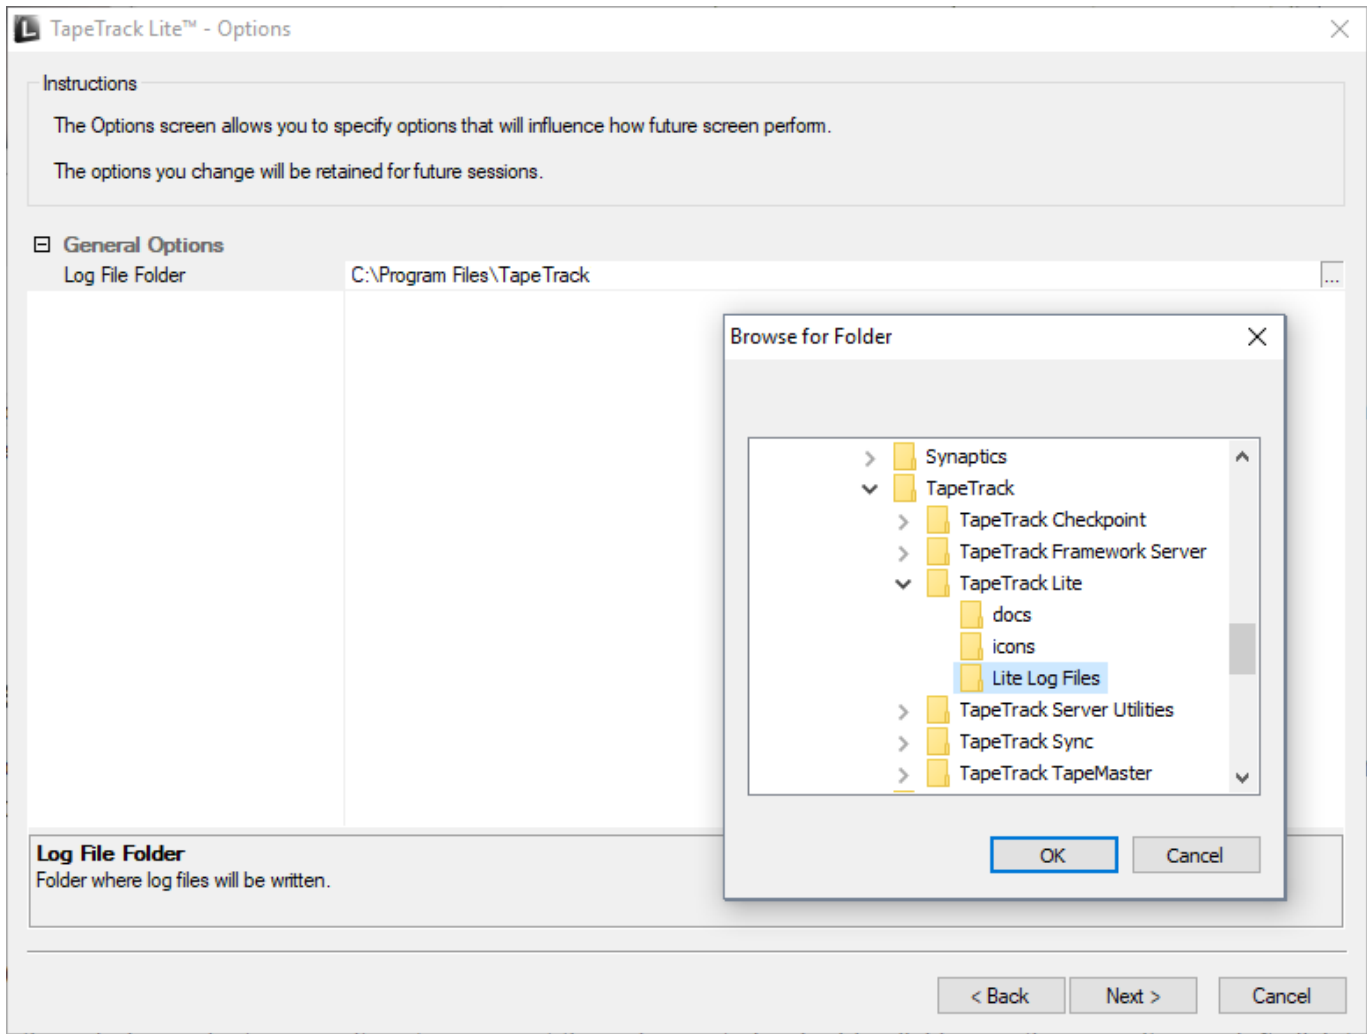 TapeTrack Lite™ - Options
Instructions
The Options screen allows you to specify options that will influence how future screen perform.
The options you change will be retained for future sessions.
General Options
Log File Folder
C:\Program Files\TapeTrack
...
Browse for Folder
Synaptics
TapeTrack
TapeTrack Checkpoint
TapeTrack Framework Server
TapeTrack Lite
docs
icons
Lite Log Files
TapeTrack Server Utilities
TapeTrack Sync
TapeTrack TapeMaster
OK
Cancel
Log File Folder
Folder where log files will be written.
< Back
Next >
Cancel